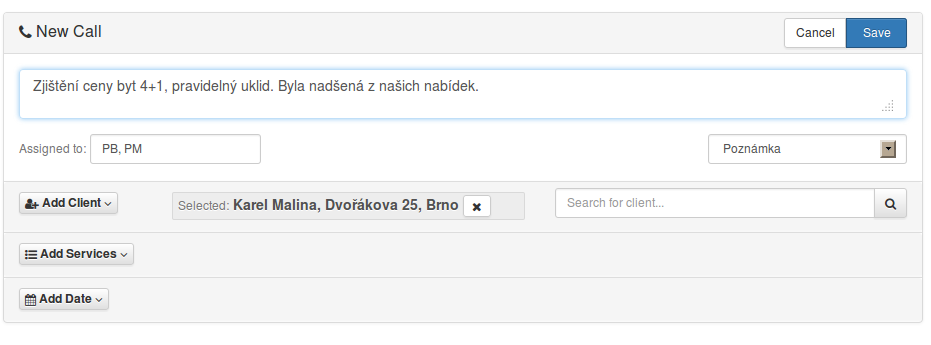 New Call
Cancel
Save
Zjištění ceny byt 4+1, pravidelný uklid. Byla nadšená z našich nabídek.
Assigned to: PB, PM
Poznámka
Add Client
Selected: Karel Malina, Dvořákova 25, Brno
Search for client...
Add Services
Add Date